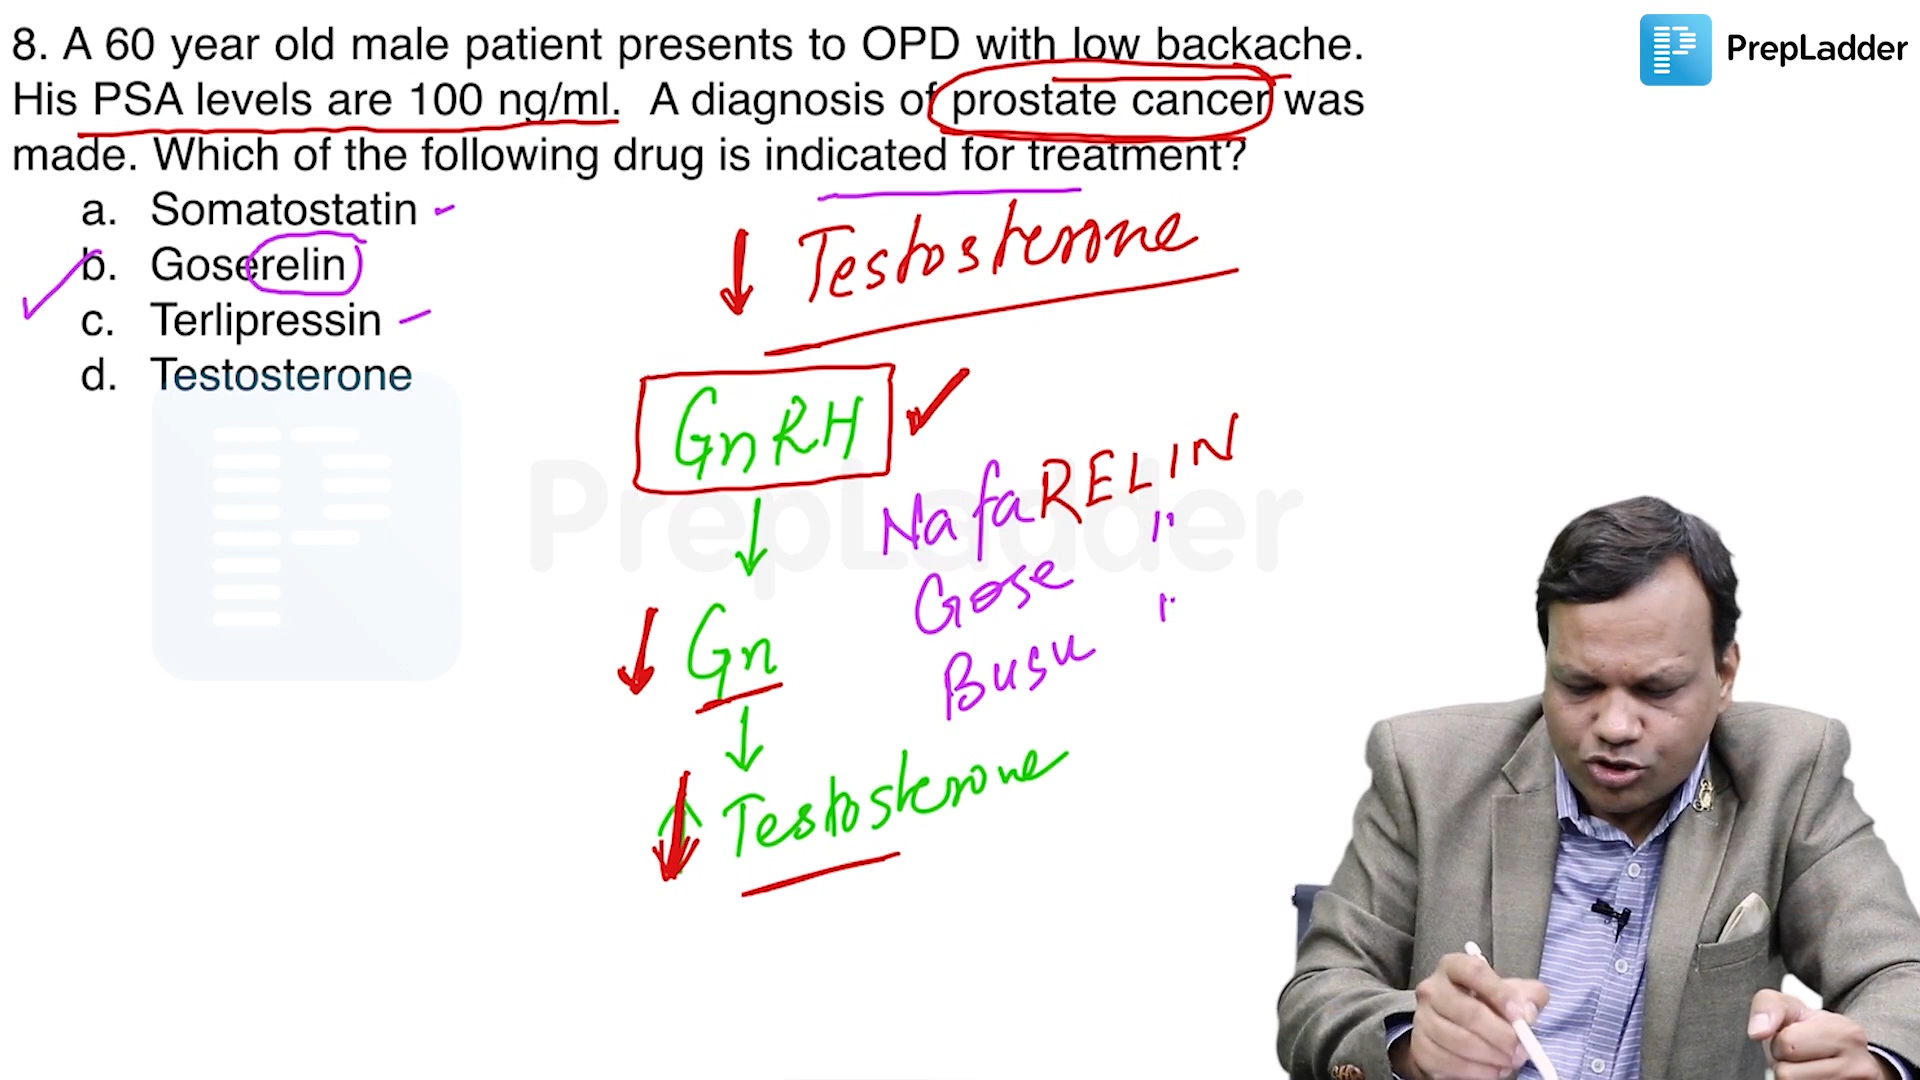 8. A 60 year old male patient presents to OPD with low backache.
His PSA levels are 100 ng/ml. A diagnosis of prostate cancer was
made. Which of the following drug is indicated for treatment?
a. Somatostatin
b. Goserelin
c. Terlipressin
d. Testosterone
PrepLadder
↓ Testosterone
GnRH
↓
↓ Gn
↓
Testosterone
NafaRELIN
Gose "
Busu "
PrepLadder